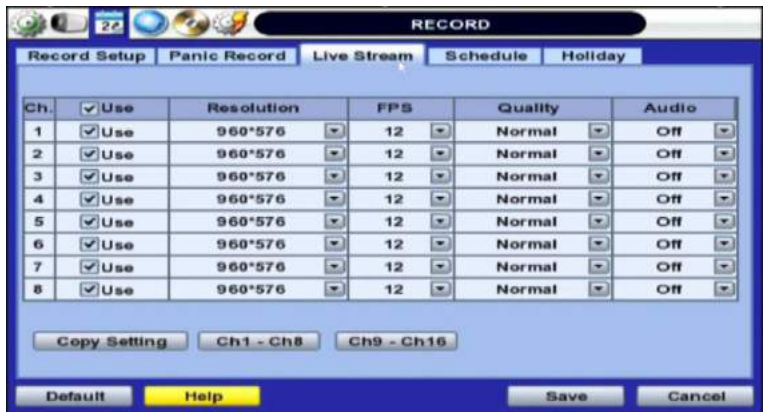 RECORD
Record Setup Panic Record Live Stream Schedule Holiday
Ch. Use Resolution FPS Quality Audio
1 Use 960*576 12 Normal Off
2 Use 960*576 12 Normal Off
3 Use 960*576 12 Normal Off
4 Use 960*576 12 Normal Off
5 Use 960*576 12 Normal Off
6 Use 960*576 12 Normal Off
7 Use 960*576 12 Normal Off
8 Use 960*576 12 Normal Off
Copy Setting Ch1 - Ch8 Ch9 - Ch16
Default Help Save Cancel